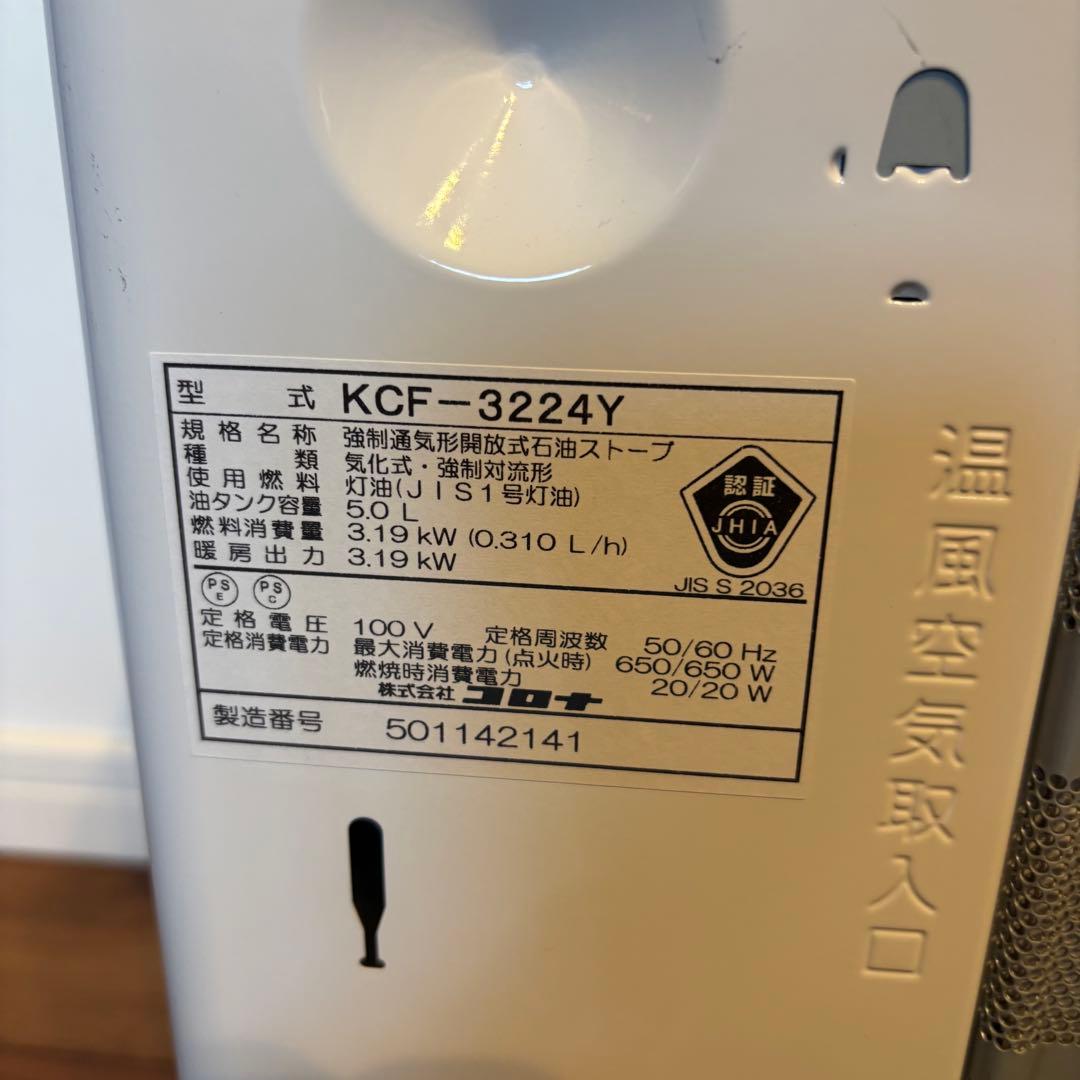 型 式 KCF-3224Y
規格名称 強制通気形開放式石油ストーブ
種類 気化式・強制対流形
使用燃料 灯油(JIS1号灯油)
油タンク容量 5.0 L
燃料消費量 3.19 kW (0.310 L/h)
暖房出力 3.19 kW
認証
JHIA
JIS S 2036
PS E PS C
定格電圧 100 V 定格周波数 50/60 Hz
定格消費電力 最大消費電力(点火時) 650/650 W
燃焼時消費電力 20/20 W
株式会社 コロナ
製造番号 501142141
温風空気取入口